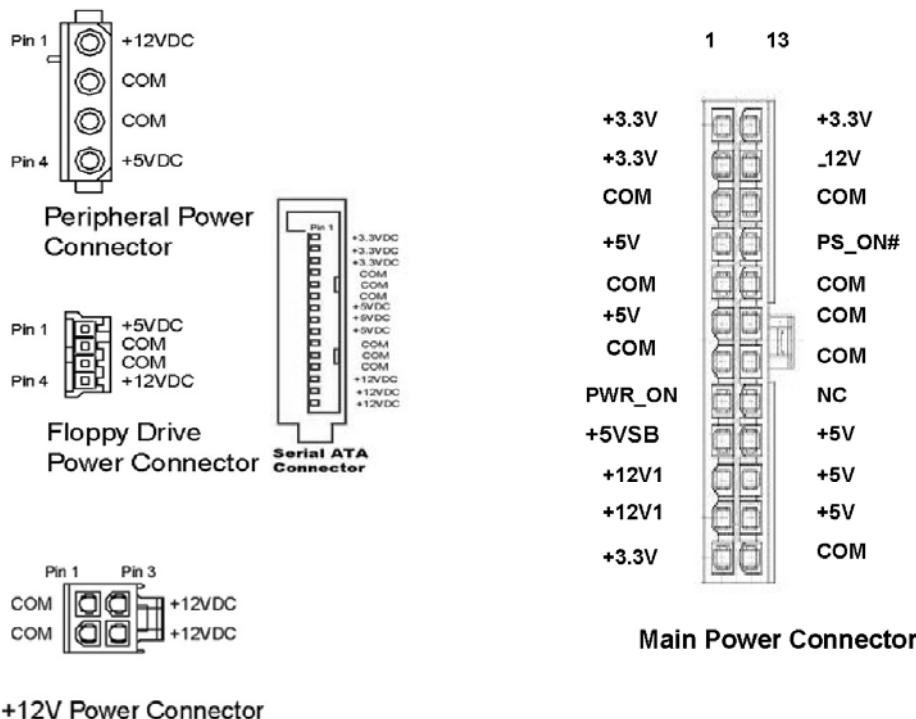 Pin 1 +12VDC
COM
COM
Pin 4 +5VDC
Peripheral Power
Connector
Pin 1 +5VDC
COM
COM
Pin 4 +12VDC
Floppy Drive
Power Connector
Pin 1
+3.3VDC
+3.3VDC
+3.3VDC
COM
COM
COM
+5VDC
+5VDC
+5VDC
COM
COM
COM
+12VDC
+12VDC
+12VDC
Serial ATA
Connector
Pin 1 Pin 3
COM +12VDC
COM +12VDC
+12V Power Connector
1 13
+3.3V +3.3V
+3.3V -12V
COM COM
+5V PS_ON#
COM COM
+5V COM
COM COM
PWR_ON NC
+5VSB +5V
+12V1 +5V
+12V1 +5V
+3.3V COM
Main Power Connector